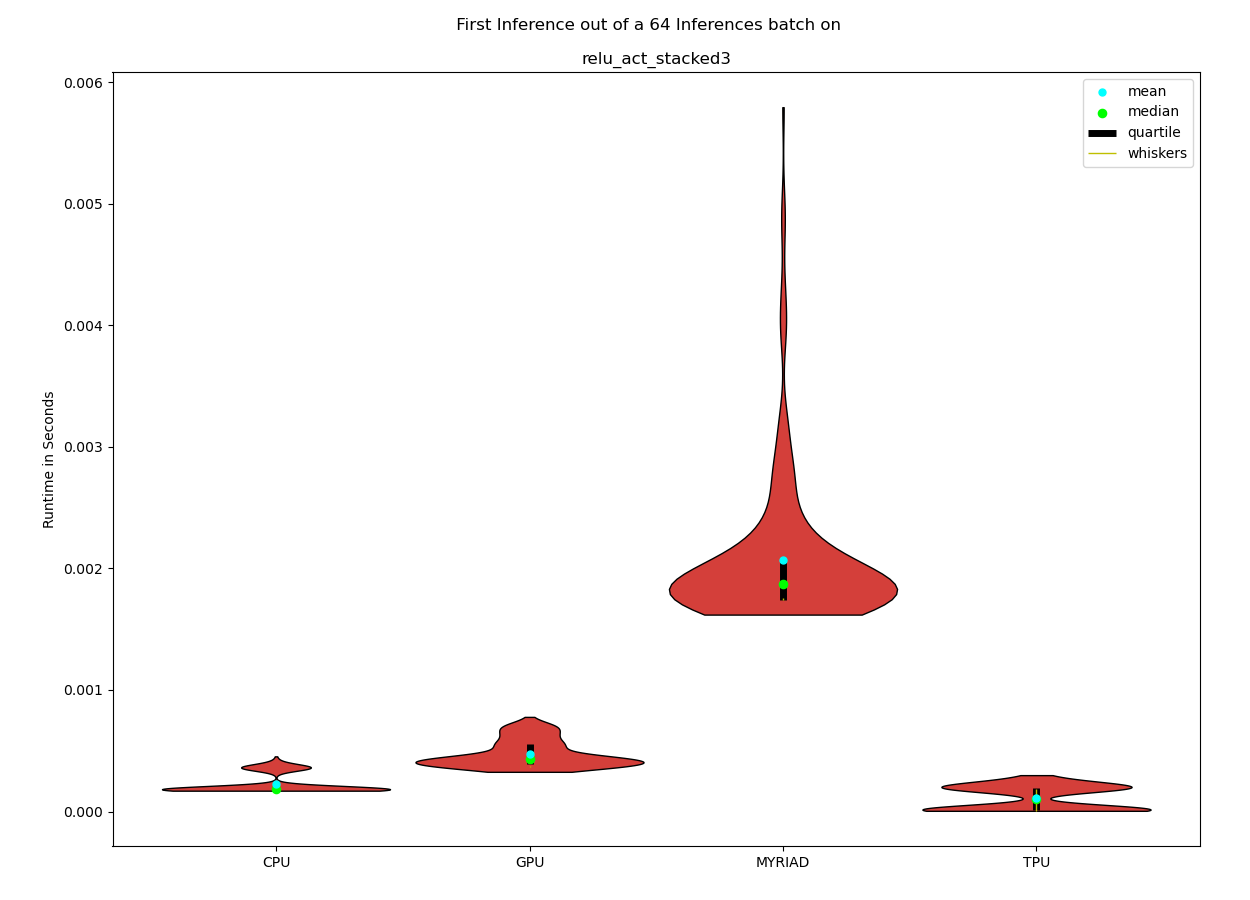 First Inference out of a 64 Inferences batch on
relu_act_stacked3
0.006
0.005
0.004
0.003
0.002
0.001
0.000
Runtime in Seconds
mean
median
quartile
whiskers
CPU
GPU
MYRIAD
TPU